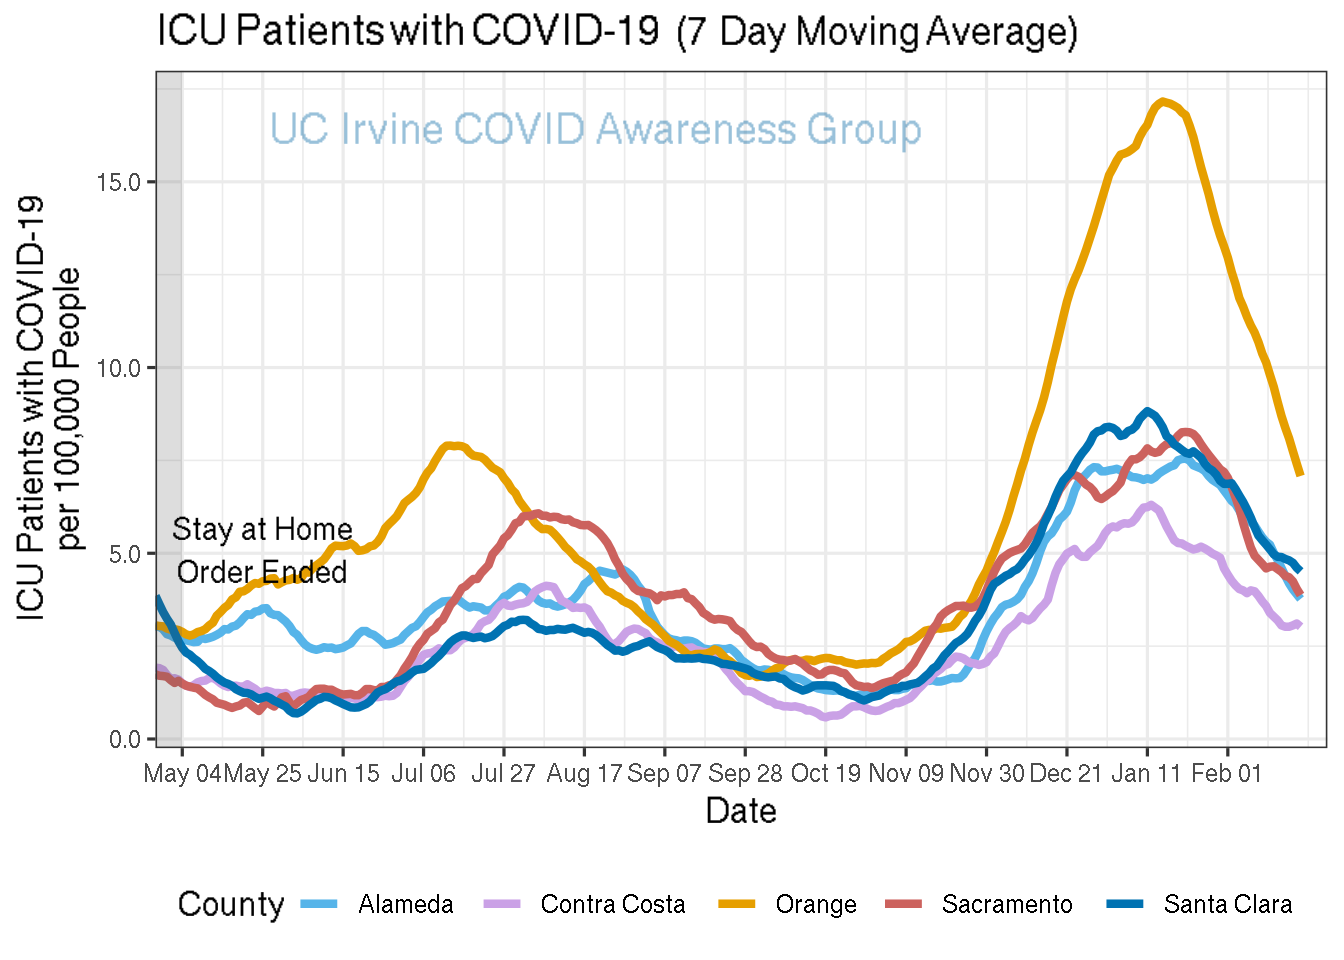 ICU Patients with COVID-19 (7 Day Moving Average)
UC Irvine COVID Awareness Group
ICU Patients with COVID-19
per 100,000 People
15.0
10.0
5.0
0.0
Stay at Home
Order Ended
May 04 May 25 Jun 15 Jul 06 Jul 27 Aug 17 Sep 07 Sep 28 Oct 19 Nov 09 Nov 30 Dec 21 Jan 11 Feb 01
Date
County Alameda Contra Costa Orange Sacramento Santa Clara